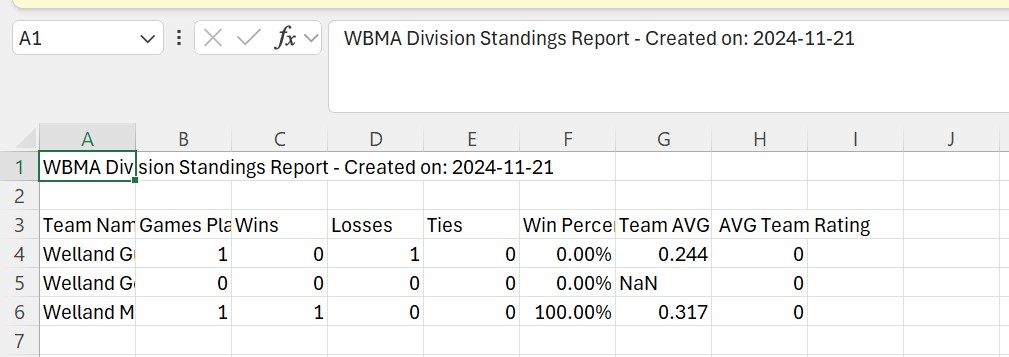 A1 fx WBMA Division Standings Report - Created on: 2024-11-21
A B C D E F G H I J
1 WBMA Division Standings Report - Created on: 2024-11-21
2
3 Team Nam Games Pla Wins Losses Ties Win Perce Team AVG AVG Team Rating
4 Welland G 1 0 1 0 0.00% 0.244 0
5 Welland G 0 0 0 0 0.00% NaN 0
6 Welland M 1 1 0 0 100.00% 0.317 0
7